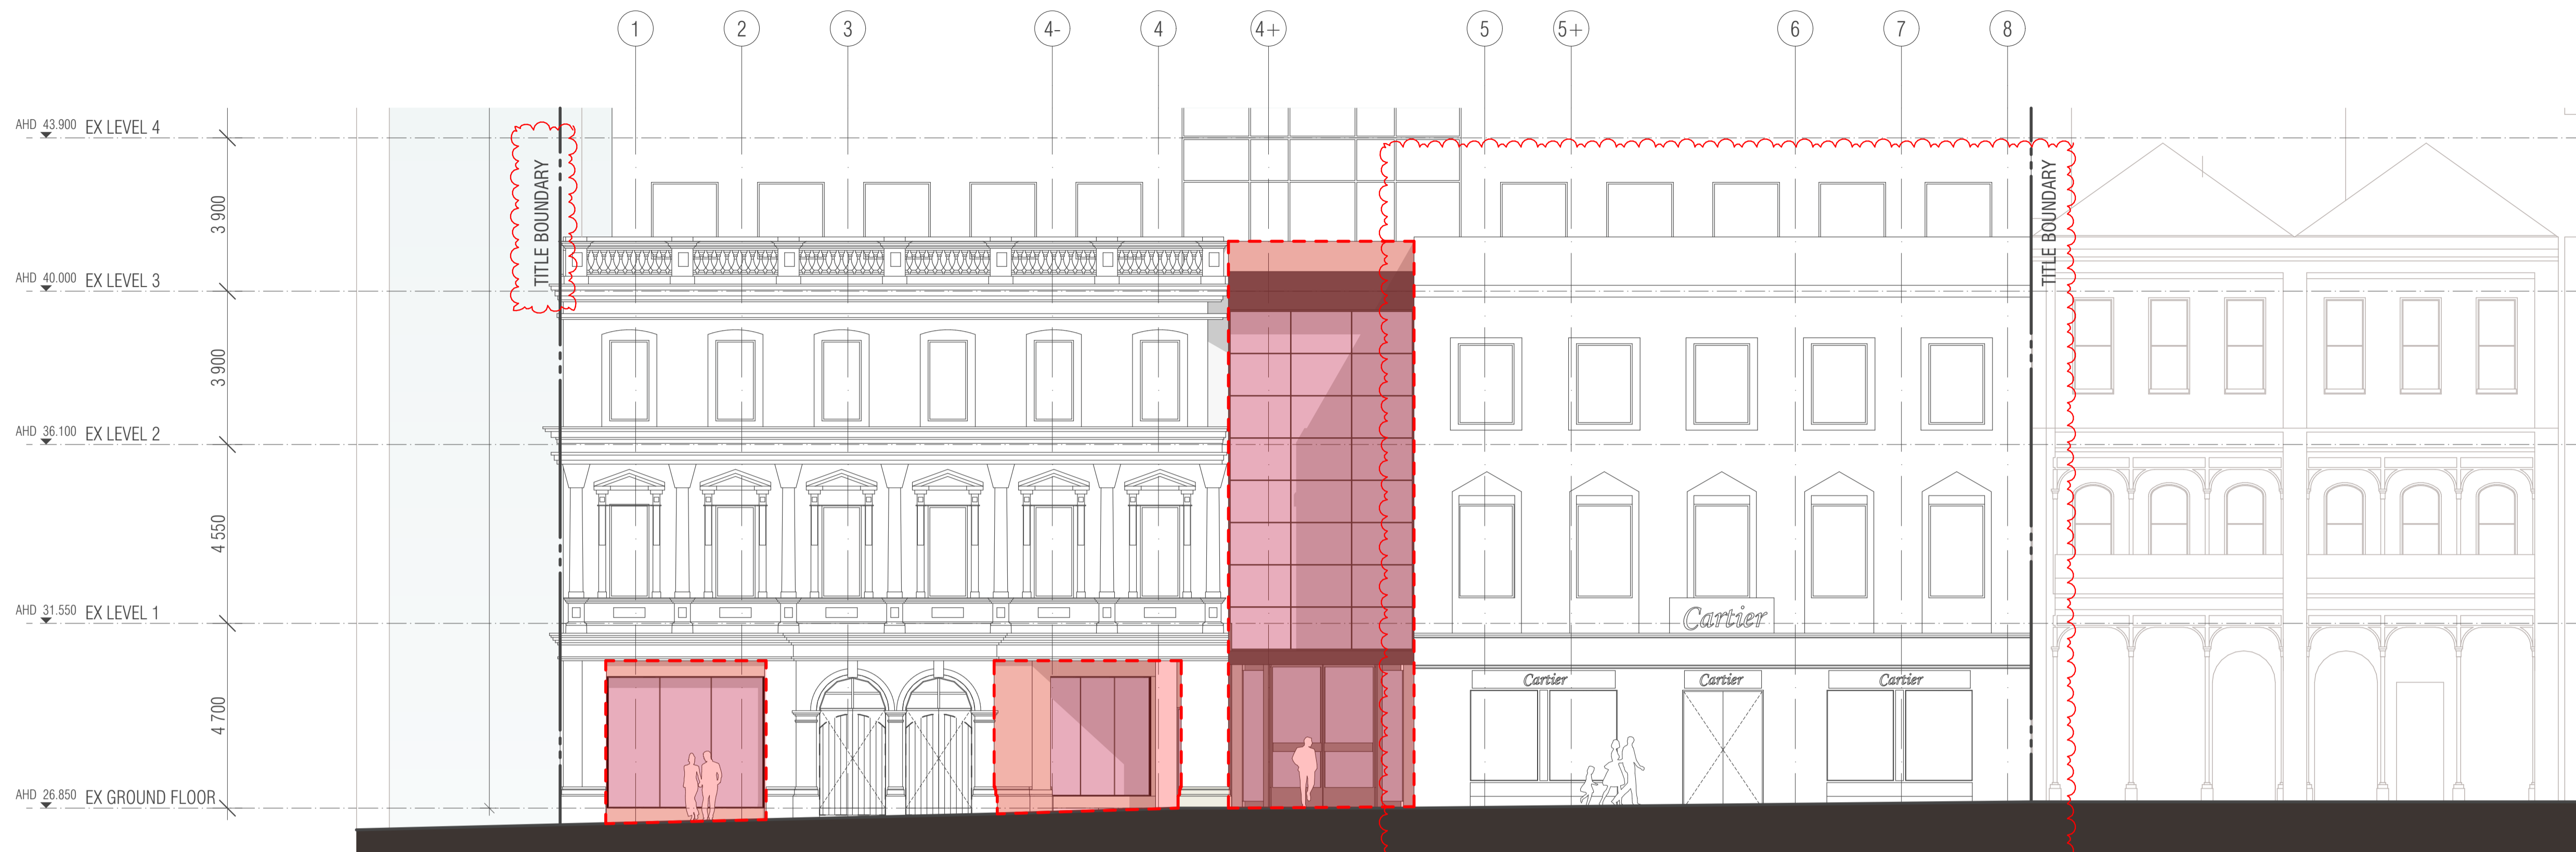 1 2 3 4- 4 4+ 5 5+ 6 7 8
AHD 43.900 EX LEVEL 4
TITLE BOUNDARY
TITLE BOUNDARY
3 900
AHD 40.000 EX LEVEL 3
3 900
AHD 36.100 EX LEVEL 2
4 550
AHD 31.550 EX LEVEL 1
Cartier
Cartier Cartier Cartier
4 700
AHD 26.850 EX GROUND FLOOR